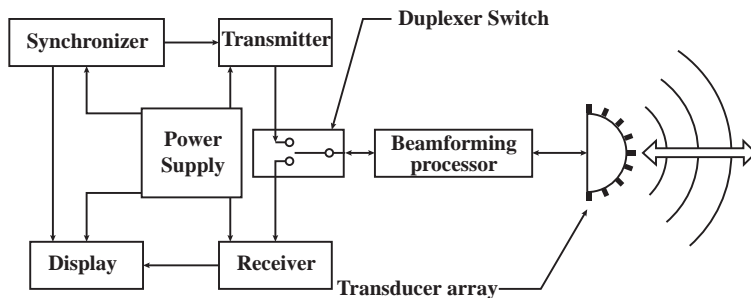 Duplexer Switch
Synchronizer
Transmitter
Power
Supply
Beamforming
processor
Display
Receiver
Transducer array